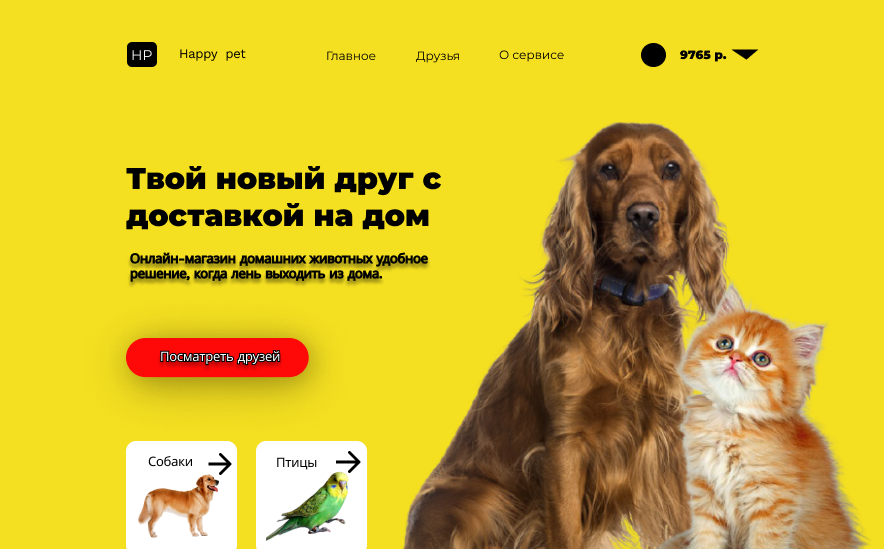 HP
Happy pet
Главное
Друзья
О сервисе
9765 р.
Твой новый друг с
доставкой на дом
Онлайн-магазин домашних животных удобное
решение, когда лень выходить из дома.
Посматреть друзей
Собаки
Птицы